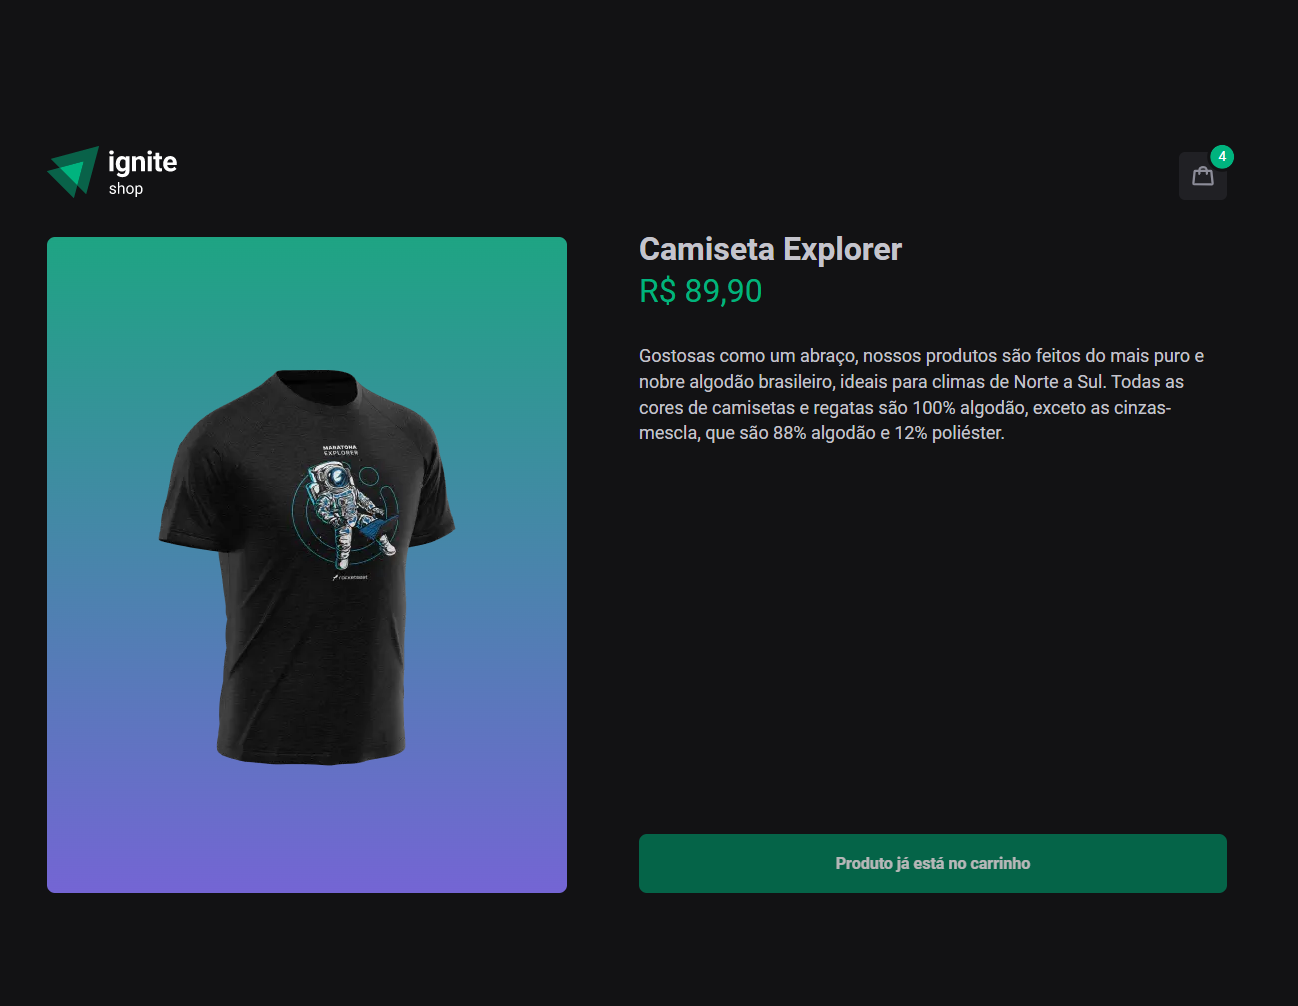 ignite
shop
4
Camiseta Explorer
R$ 89,90
Gostosas como um abraço, nossos produtos são feitos do mais puro e
nobre algodão brasileiro, ideais para climas de Norte a Sul. Todas as
cores de camisetas e regatas são 100% algodão, exceto as cinzas-
mescla, que são 88% algodão e 12% poliéster.
MARATONA
EXPLORER
rocketseat
Produto já está no carrinho